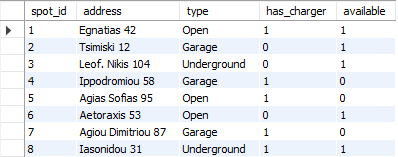 spot_id address type has_charger available
1 Egnatias 42 Open 1 1
2 Tsimiski 12 Garage 0 1
3 Leof. Nikis 104 Underground 0 1
4 Ippodromiou 58 Garage 1 0
5 Agias Sofias 95 Open 1 0
6 Aetoraxis 53 Open 0 1
7 Agiou Dimitriou 87 Garage 1 0
8 Iasonidou 31 Underground 1 1